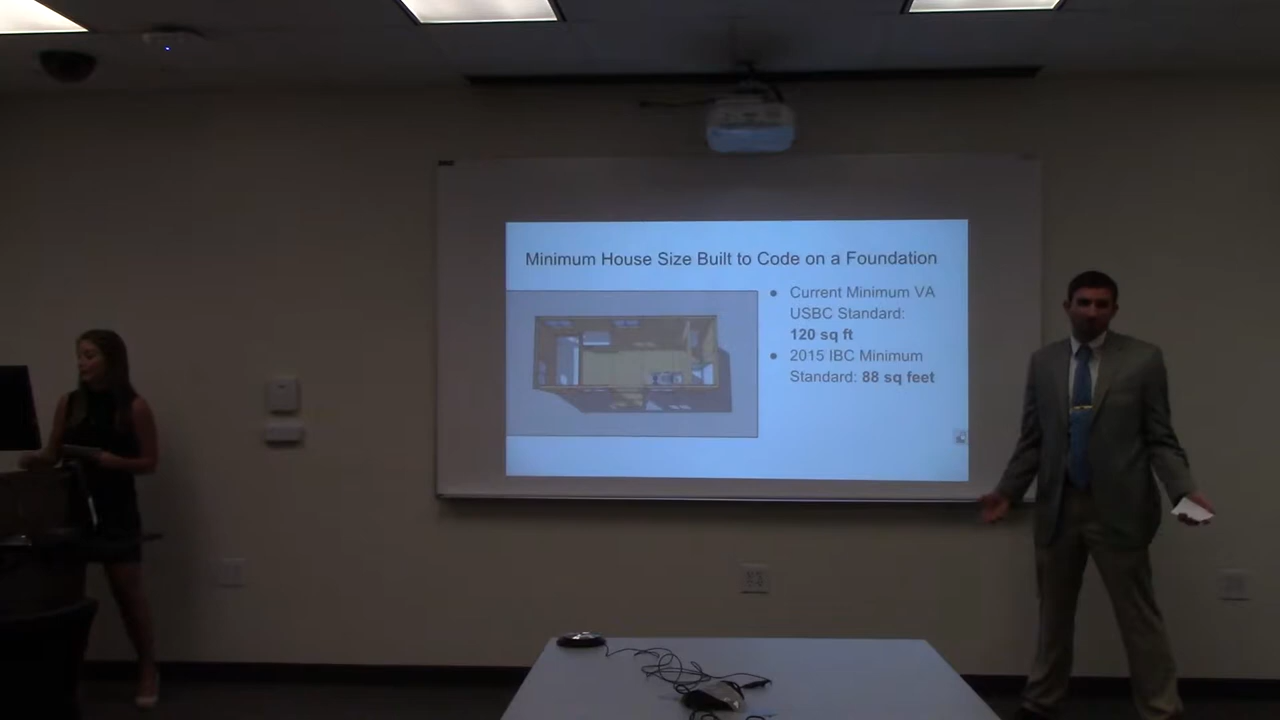 Minimum House Size Built to Code on a Foundation
● Current Minimum VA
USBC Standard:
120 sq ft
● 2015 IBC Minimum
Standard: 88 sq feet